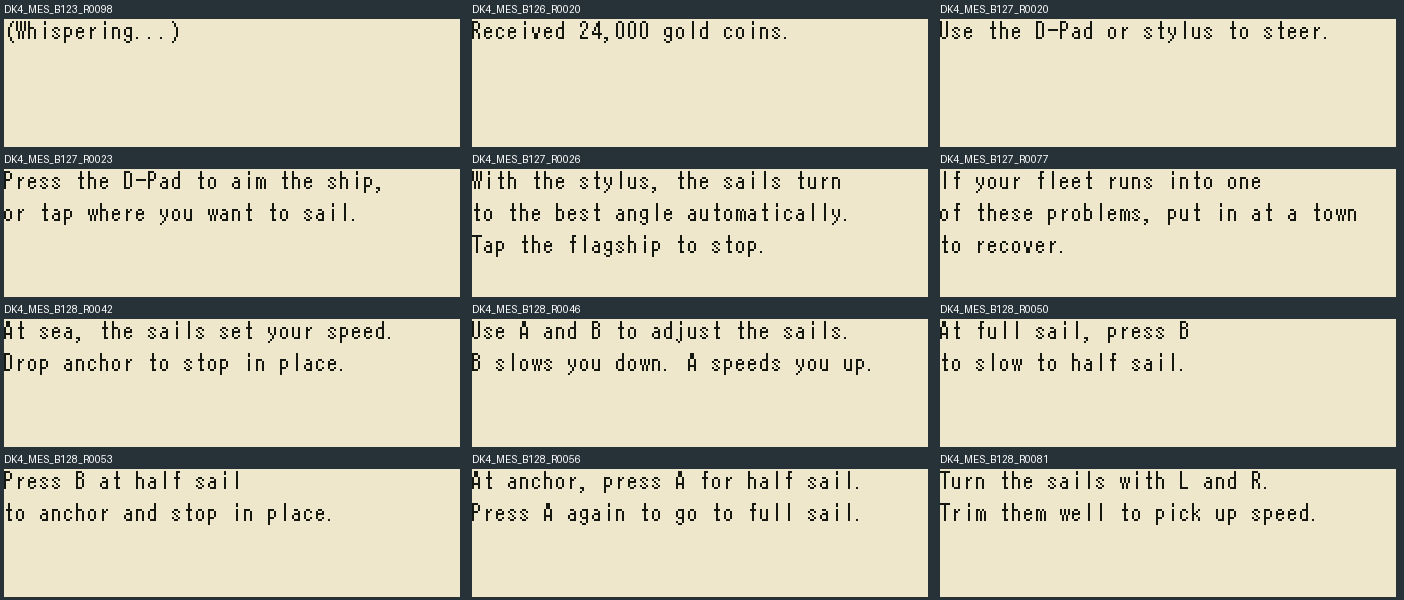 DK4_MES_B123_R0098
(Whispering...)
DK4_MES_B126_R0020
Received 24,000 gold coins.
DK4_MES_B127_R0020
Use the D-Pad or stylus to steer.
DK4_MES_B127_R0023
Press the D-Pad to aim the ship,
or tap where you want to sail.
DK4_MES_B127_R0026
With the stylus, the sails turn
to the best angle automatically.
Tap the flagship to stop.
DK4_MES_B127_R0077
If your fleet runs into one
of these problems, put in at a town
to recover.
DK4_MES_B128_R0042
At sea, the sails set your speed.
Drop anchor to stop in place.
DK4_MES_B128_R0046
Use A and B to adjust the sails.
B slows you down. A speeds you up.
DK4_MES_B128_R0050
At full sail, press B
to slow to half sail.
DK4_MES_B128_R0053
Press B at half sail
to anchor and stop in place.
DK4_MES_B128_R0056
At anchor, press A for half sail.
Press A again to go to full sail.
DK4_MES_B128_R0081
Turn the sails with L and R.
Trim them well to pick up speed.